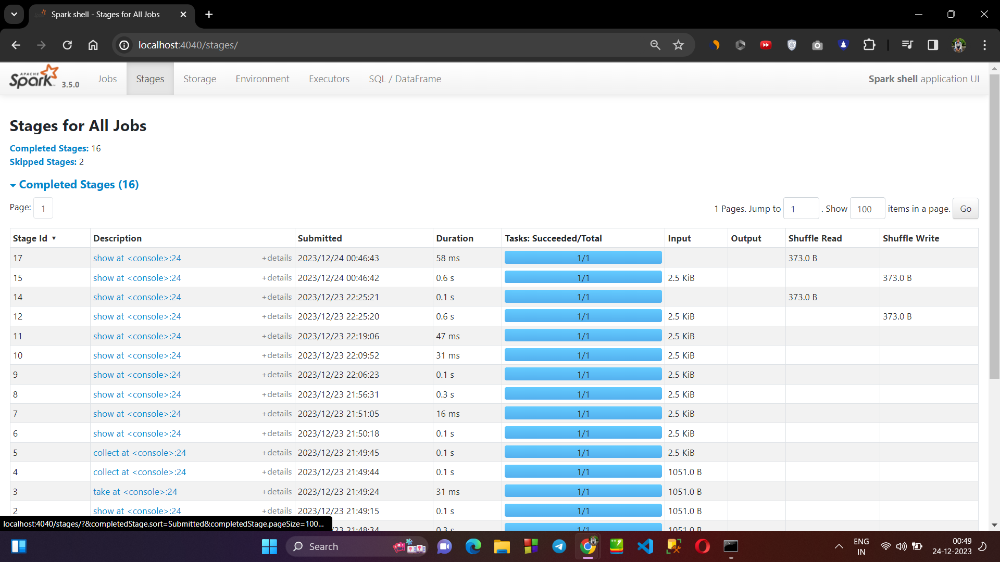 Spark shell - Stages for All Jobs
localhost:4040/stages/
APACHE Spark 3.5.0 Jobs Stages Storage Environment Executors SQL / DataFrame Spark shell application UI
Stages for All Jobs
Completed Stages: 16
Skipped Stages: 2
Completed Stages (16)
Page: 1 1 Pages. Jump to 1 . Show 100 items in a page. Go
Stage Id ▾ Description Submitted Duration Tasks: Succeeded/Total Input Output Shuffle Read Shuffle Write
17 show at <console>:24 +details 2023/12/24 00:46:43 58 ms 1/1 373.0 B
15 show at <console>:24 +details 2023/12/24 00:46:42 0.6 s 1/1 2.5 KiB 373.0 B
14 show at <console>:24 +details 2023/12/23 22:25:21 0.1 s 1/1 373.0 B
12 show at <console>:24 +details 2023/12/23 22:25:20 0.6 s 1/1 2.5 KiB 373.0 B
11 show at <console>:24 +details 2023/12/23 22:19:06 47 ms 1/1 2.5 KiB
10 show at <console>:24 +details 2023/12/23 22:09:52 31 ms 1/1 2.5 KiB
9 show at <console>:24 +details 2023/12/23 22:06:23 0.1 s 1/1 2.5 KiB
8 show at <console>:24 +details 2023/12/23 21:56:31 0.3 s 1/1 2.5 KiB
7 show at <console>:24 +details 2023/12/23 21:51:05 16 ms 1/1 2.5 KiB
6 show at <console>:24 +details 2023/12/23 21:50:18 0.1 s 1/1 2.5 KiB
5 collect at <console>:24 +details 2023/12/23 21:49:45 0.1 s 1/1 2.5 KiB
4 collect at <console>:24 +details 2023/12/23 21:49:44 0.1 s 1/1 1051.0 B
3 take at <console>:24 +details 2023/12/23 21:49:24 31 ms 1/1 1051.0 B
2 show at <console>:24 +details 2023/12/23 21:49:15 0.1 s 1/1 1051.0 B
localhost:4040/stages/?&completedStage.sort=Submitted&completedStage.pageSize=100... /23 21:48:34 0.3 s 1/1 1051.0 B
Search ENG IN 00:49 24-12-2023